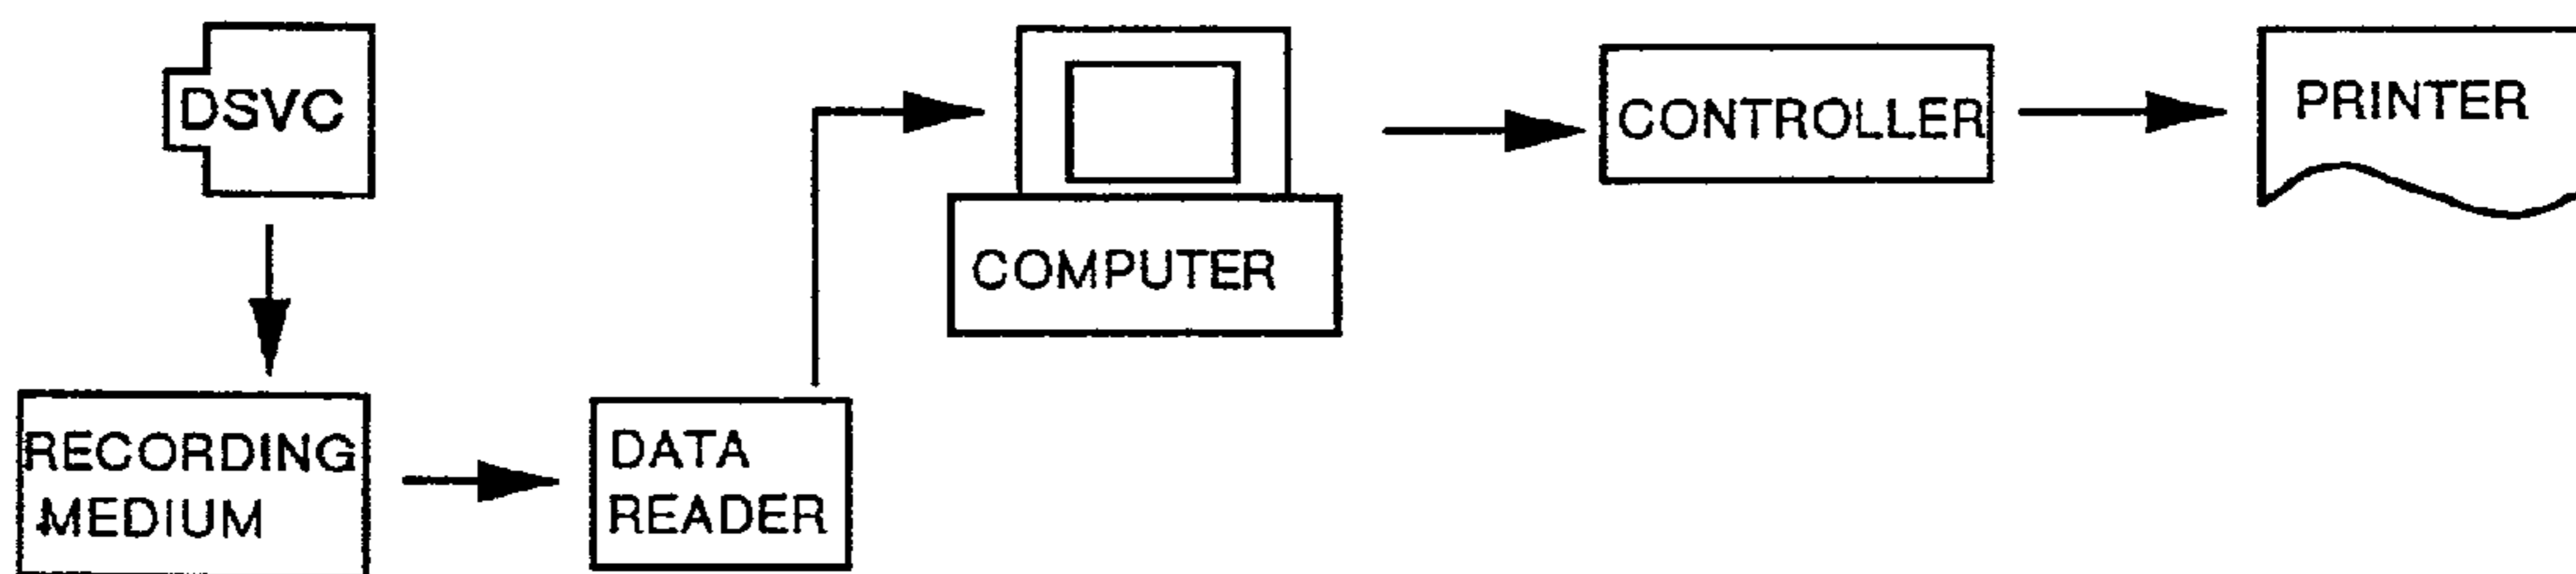 DSVC
RECORDING
MEDIUM
DATA
READER
COMPUTER
CONTROLLER
PRINTER